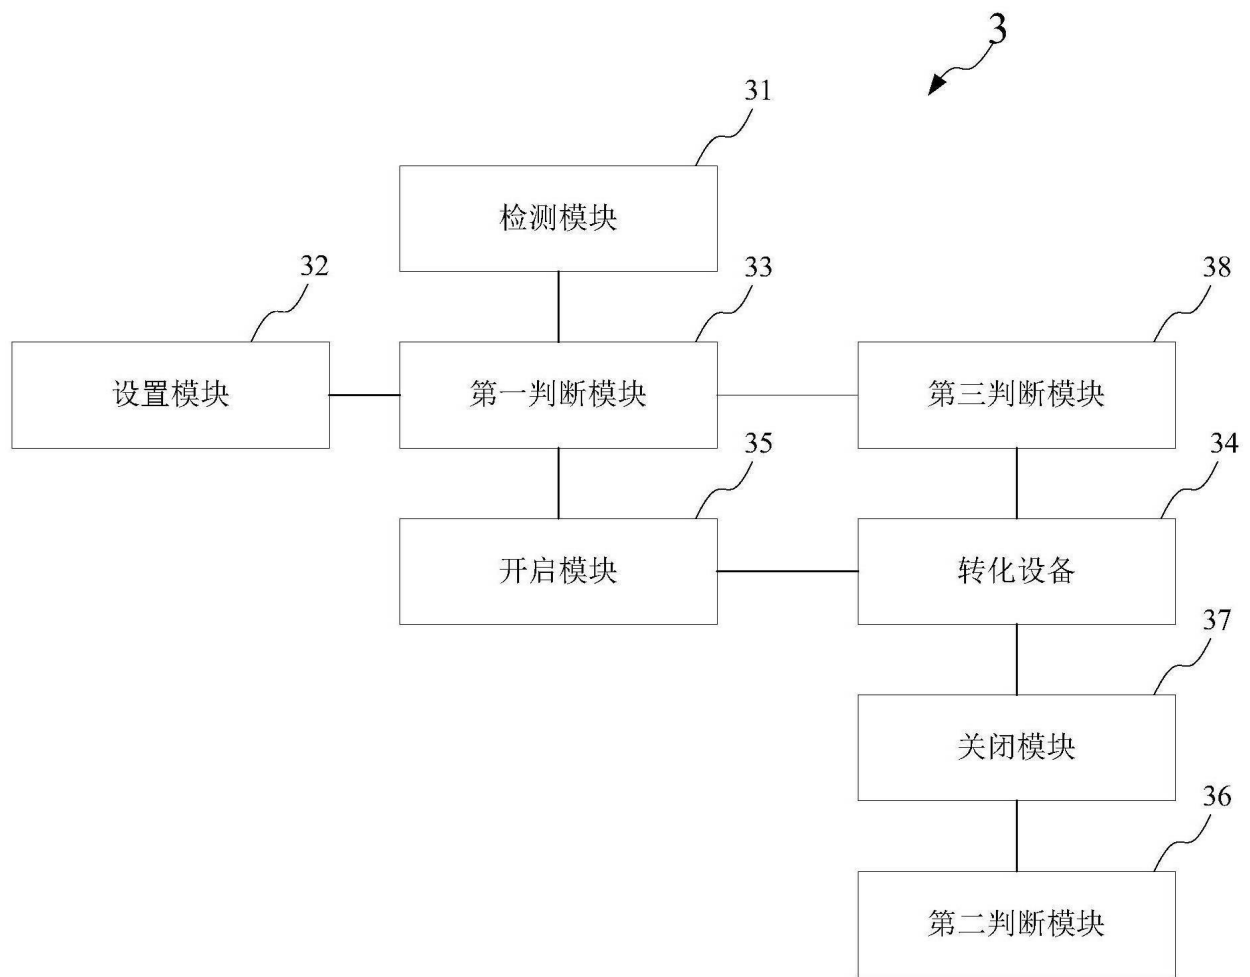 3
31
检测模块
32
33
38
设置模块
第一判断模块
第三判断模块
35
34
开启模块
转化设备
37
关闭模块
36
第二判断模块